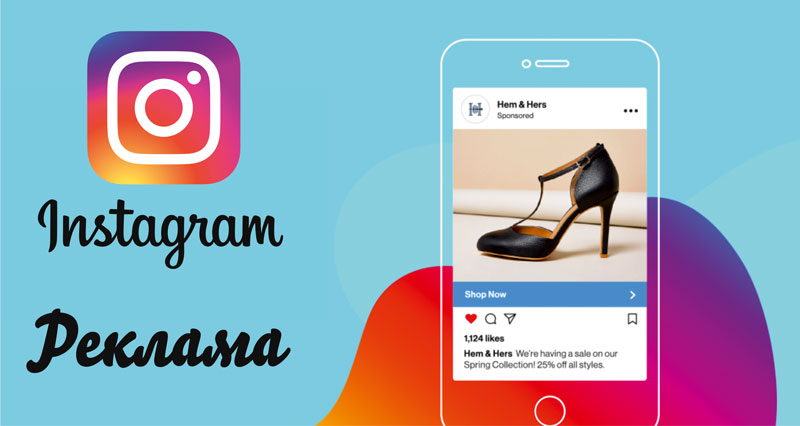 Instagram
Реклама
Hem & Hers
Sponsored
Shop Now
1,124 likes
Hem & Hers We're having a sale on our
Spring Collection! 25% off all styles.